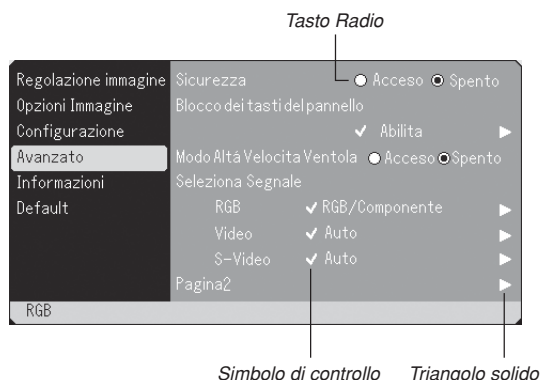 Tasto Radio
Regolazione immagine
Opzioni Immagine
Configurazione
Avanzato
Informazioni
Default
Sicurezza Acceso Spento
Blocco dei tasti del pannello
Abilita
Modo Altá Velocita Ventola Acceso Spento
Seleziona Segnale
RGB RGB/Componente
Video Auto
S-Video Auto
Pagina2
RGB
Simbolo di controllo Triangolo solido